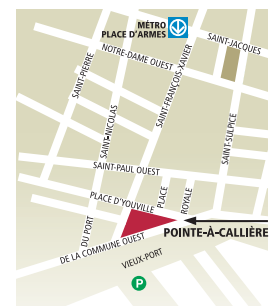 MÉTRO
PLACE D'ARMES
SAINT-JACQUES
NOTRE-DAME OUEST
SAINT-PIERRE
SAINT-FRANÇOIS-XAVIER
SAINT-NICOLAS
SAINT-SULPICE
SAINT-PAUL OUEST
PLACE D'YOUVILLE
PLACE
ROYALE
DU PORT
POINTE-À-CALLIÈRE
DE LA COMMUNE OUEST
VIEUX-PORT
P